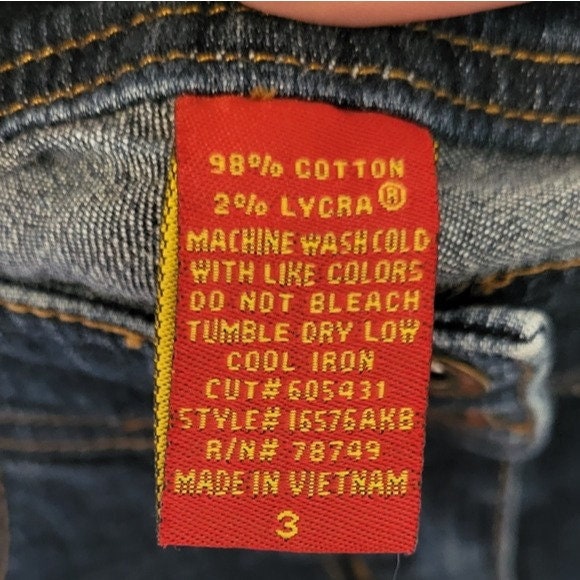 98% COTTON
2% LYCRA®
MACHINE WASH COLD
WITH LIKE COLORS
DO NOT BLEACH
TUMBLE DRY LOW
COOL IRON
CUT# 605431
STYLE# 16576AKB
R/N# 78749
MADE IN VIETNAM
3